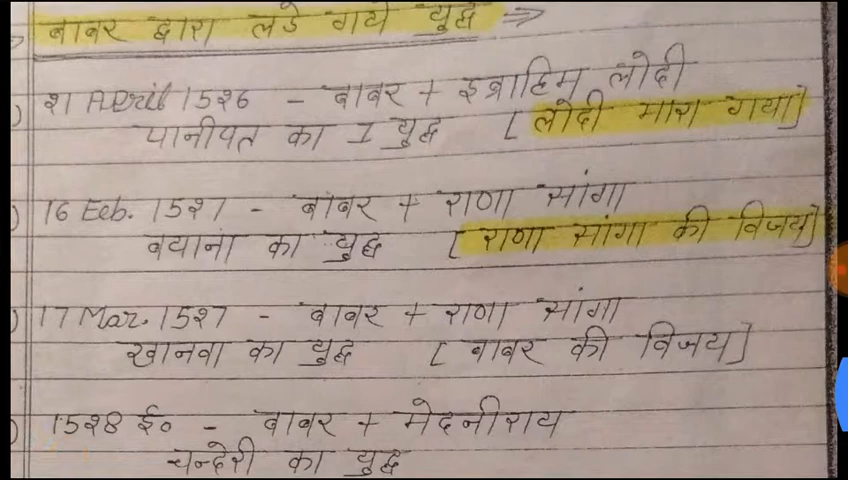 बाबर द्वारा लडे गये युद्ध ⇒
21 April 1526 - बाबर + इब्राहिम लोदी
पानीपत का I युद्ध [लोदी मारा गया]
16 Feb. 1527 - बाबर + राणा सांगा
बयाना का युद्ध [राणा सांगा की विजय]
17 Mar. 1527 - बाबर + राणा सांगा
खानवा का युद्ध [बाबर की विजय]
1528 ई० - बाबर + मेदनीराय
चन्देरी का युद्ध